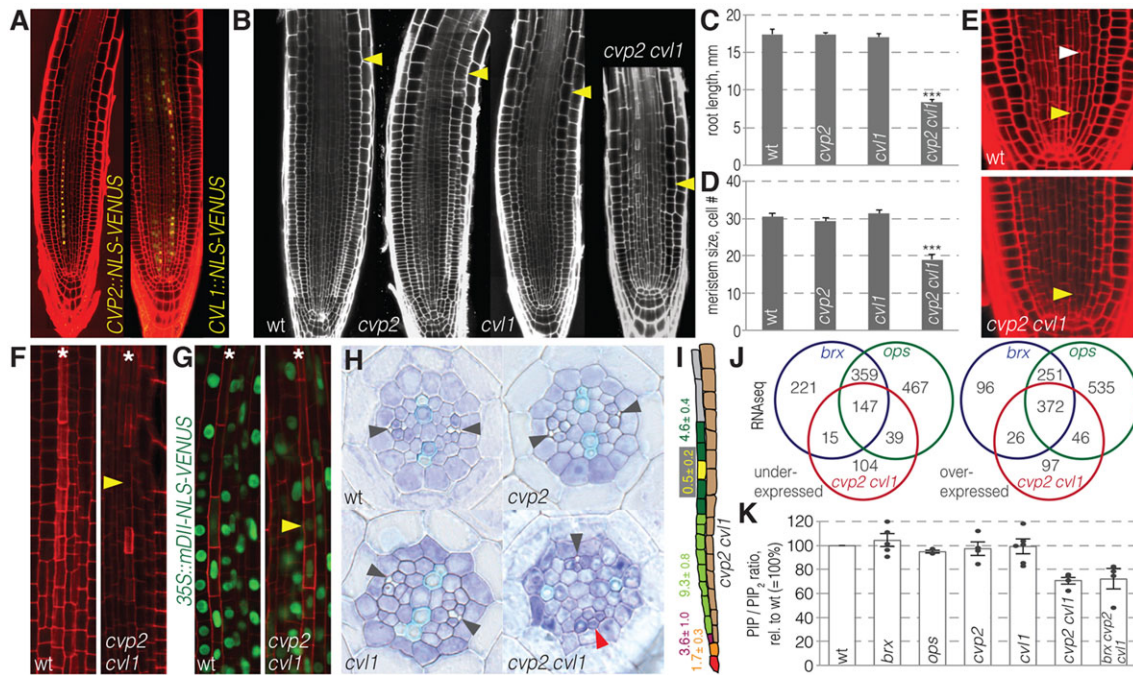 A
CVP2::NLS-VENUS
CVL1::NLS-VENUS
B
wt
cvp2
cvl1
cvp2 cvl1
C
root length, mm
20
15
10
5
0
***
wt
cvp2
cvl1
cvp2 cvl1
D
meristem size, cell #
40
30
20
10
0
***
wt
cvp2
cvl1
cvp2 cvl1
E
wt
cvp2 cvl1
F
*
*
wt
cvp2
cvl1
G
35S::mDII-NLS-VENUS
*
*
wt
cvp2
cvl1
H
wt
cvp2
cvl1
cvp2 cvl1
I
4.6± 0.4
0.5± 0.2
9.3± 0.8
3.6± 1.0
1.7± 0.3
cvp2 cvl1
J
RNAseq
brx
ops
221
359
467
147
15
39
104
under-
expressed
cvp2 cvl1
brx
ops
96
251
535
372
26
46
97
over-
expressed
cvp2 cvl1
K
PIP / PIP2 ratio,
rel. to wt (=100%)
120
100
80
60
40
20
0
wt
brx
ops
cvp2
cvl1
cvp2 cvl1
brx cvp2
cvl1